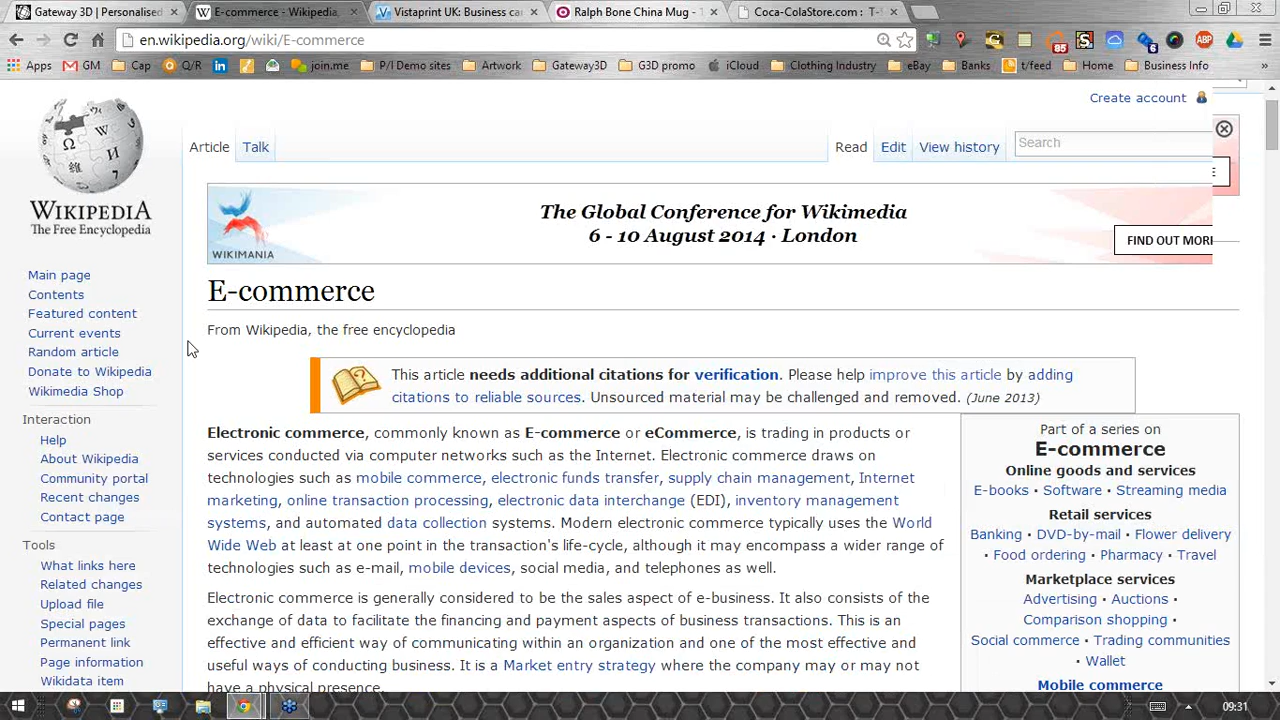 Gateway 3D | Personalised
E-commerce - Wikipedia,
Vistaprint UK: Business ca
Ralph Bone China Mug - 1
Coca-ColaStore.com : T-
en.wikipedia.org/wiki/E-commerce
85
6
ABP
Apps
GM
Cap
Q/R
join.me
P/I Demo sites
Artwork
Gateway3D
G3D promo
iCloud
Clothing Industry
eBay
Banks
t/feed
Home
Business Info
»
Create account
Article
Talk
Read
Edit
View history
Search
WIKIPEDIA
The Free Encyclopedia
WIKIMANIA
The Global Conference for Wikimedia
6 - 10 August 2014 · London
FIND OUT MORE
E-commerce
From Wikipedia, the free encyclopedia
This article needs additional citations for verification. Please help improve this article by adding
citations to reliable sources. Unsourced material may be challenged and removed. (June 2013)
Electronic commerce, commonly known as E-commerce or eCommerce, is trading in products or
services conducted via computer networks such as the Internet. Electronic commerce draws on
technologies such as mobile commerce, electronic funds transfer, supply chain management, Internet
marketing, online transaction processing, electronic data interchange (EDI), inventory management
systems, and automated data collection systems. Modern electronic commerce typically uses the World
Wide Web at least at one point in the transaction's life-cycle, although it may encompass a wider range of
technologies such as e-mail, mobile devices, social media, and telephones as well.
Electronic commerce is generally considered to be the sales aspect of e-business. It also consists of the
exchange of data to facilitate the financing and payment aspects of business transactions. This is an
effective and efficient way of communicating within an organization and one of the most effective and
useful ways of conducting business. It is a Market entry strategy where the company may or may not
have a physical presence.
Part of a series on
E-commerce
Online goods and services
E-books · Software · Streaming media
Retail services
Banking · DVD-by-mail · Flower delivery
· Food ordering · Pharmacy · Travel
Marketplace services
Advertising · Auctions ·
Comparison shopping ·
Social commerce · Trading communities
· Wallet
Mobile commerce
Main page
Contents
Featured content
Current events
Random article
Donate to Wikipedia
Wikimedia Shop
Interaction
Help
About Wikipedia
Community portal
Recent changes
Contact page
Tools
What links here
Related changes
Upload file
Special pages
Permanent link
Page information
Wikidata item
09:31